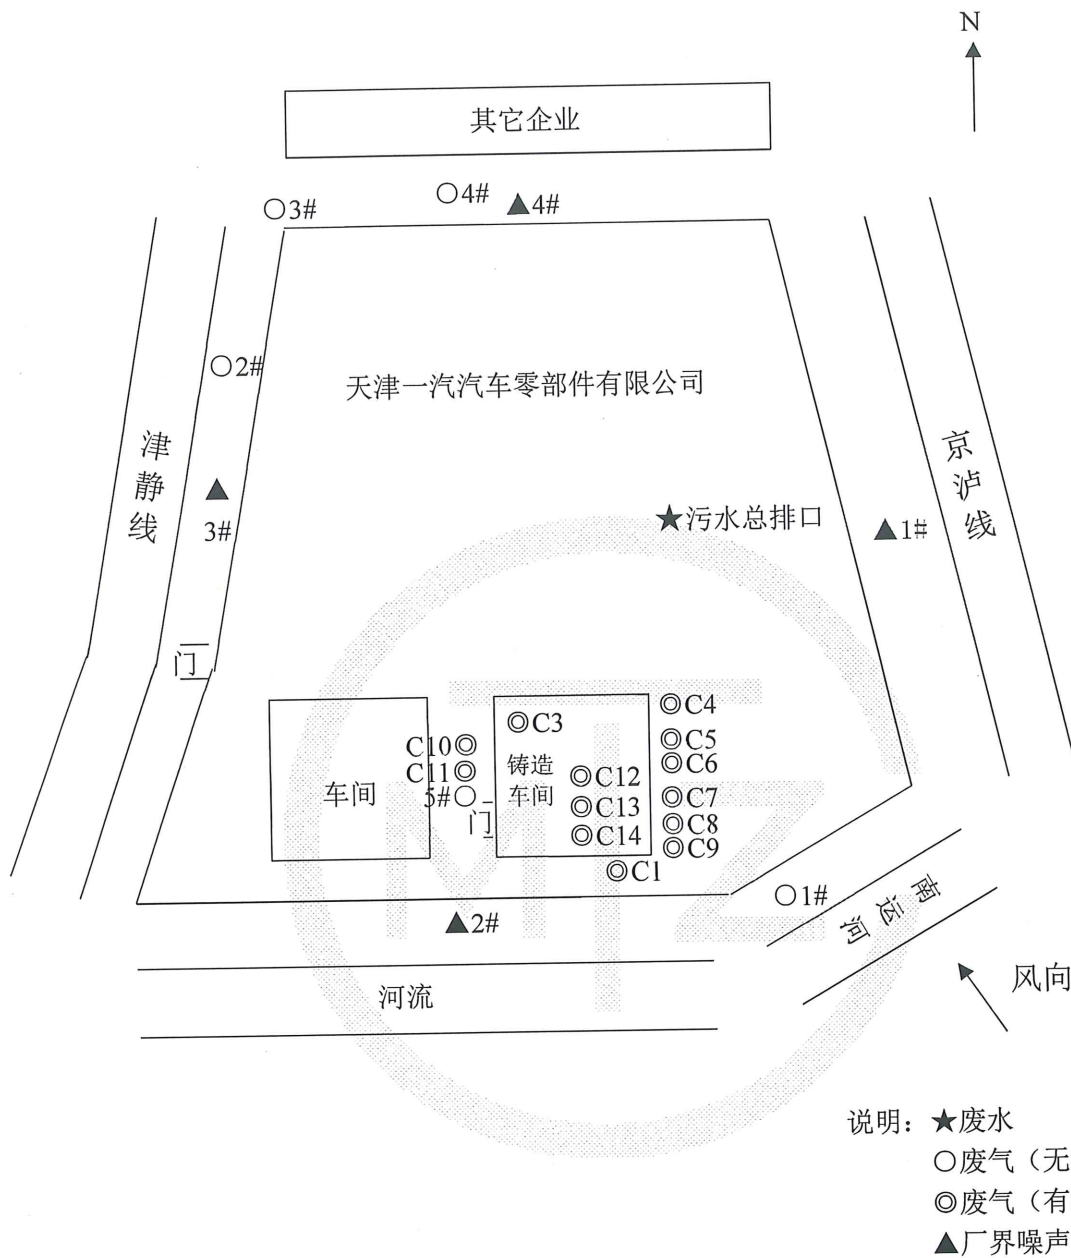 N
其它企业
○3#
○4#
▲4#
○2#
天津一汽汽车零部件有限公司
津静线
京泸线
▲
3#
★污水总排口
▲1#
门
◎C4
◎C3
C10◎
◎C5
C11◎
铸造
◎C6
车间
5#○
车间
◎C12
◎C7
门
◎C13
◎C8
◎C14
◎C9
◎C1
○1#
南运河
▲2#
河流
风向
MTZ
说明：★废水
○废气（无
◎废气（有
▲厂界噪声